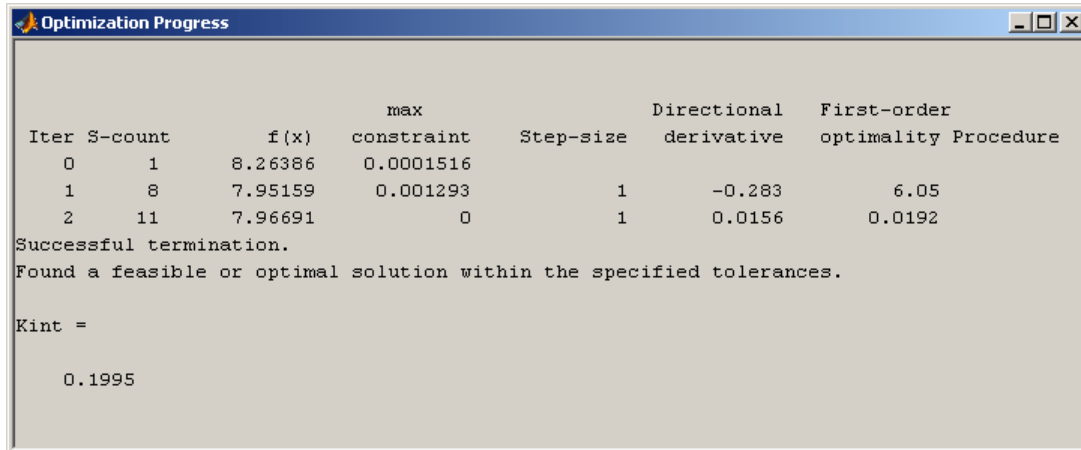 Optimization Progress
max Directional First-order
Iter S-count f(x) constraint Step-size derivative optimality Procedure
0 1 8.26386 0.0001516
1 8 7.95159 0.001293 1 -0.283 6.05
2 11 7.96691 0 1 0.0156 0.0192
Successful termination.
Found a feasible or optimal solution within the specified tolerances.
Kint =
0.1995